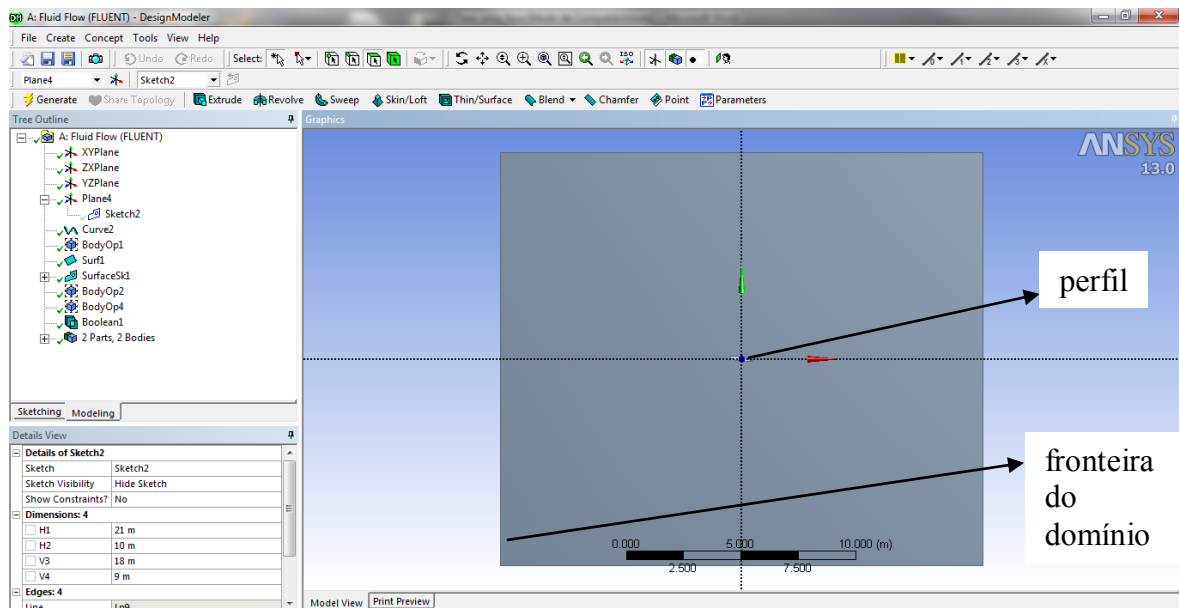 A: Fluid Flow (FLUENT) - DesignModeler
File Create Concept Tools View Help
Undo Redo Select:
Plane4 Sketch2
Generate Share Topology Extrude Revolve Sweep Skin/Loft Thin/Surface Blend Chamfer Point Parameters
Tree Outline
A: Fluid Flow (FLUENT)
XYPlane
ZXPlane
YZPlane
Plane4
Sketch2
Curve2
BodyOp1
Surf1
SurfaceSk1
BodyOp2
BodyOp4
Boolean1
2 Parts, 2 Bodies
Sketching Modeling
Details View
Details of Sketch2
Sketch Sketch2
Sketch Visibility Hide Sketch
Show Constraints? No
Dimensions: 4
H1 21 m
H2 10 m
V3 18 m
V4 9 m
Edges: 4
Line Ln9
Graphics
ANSYS
13.0
perfil
fronteira
do
domínio
0.000 5.000 10.000 (m)
2.500 7.500
Model View Print Preview